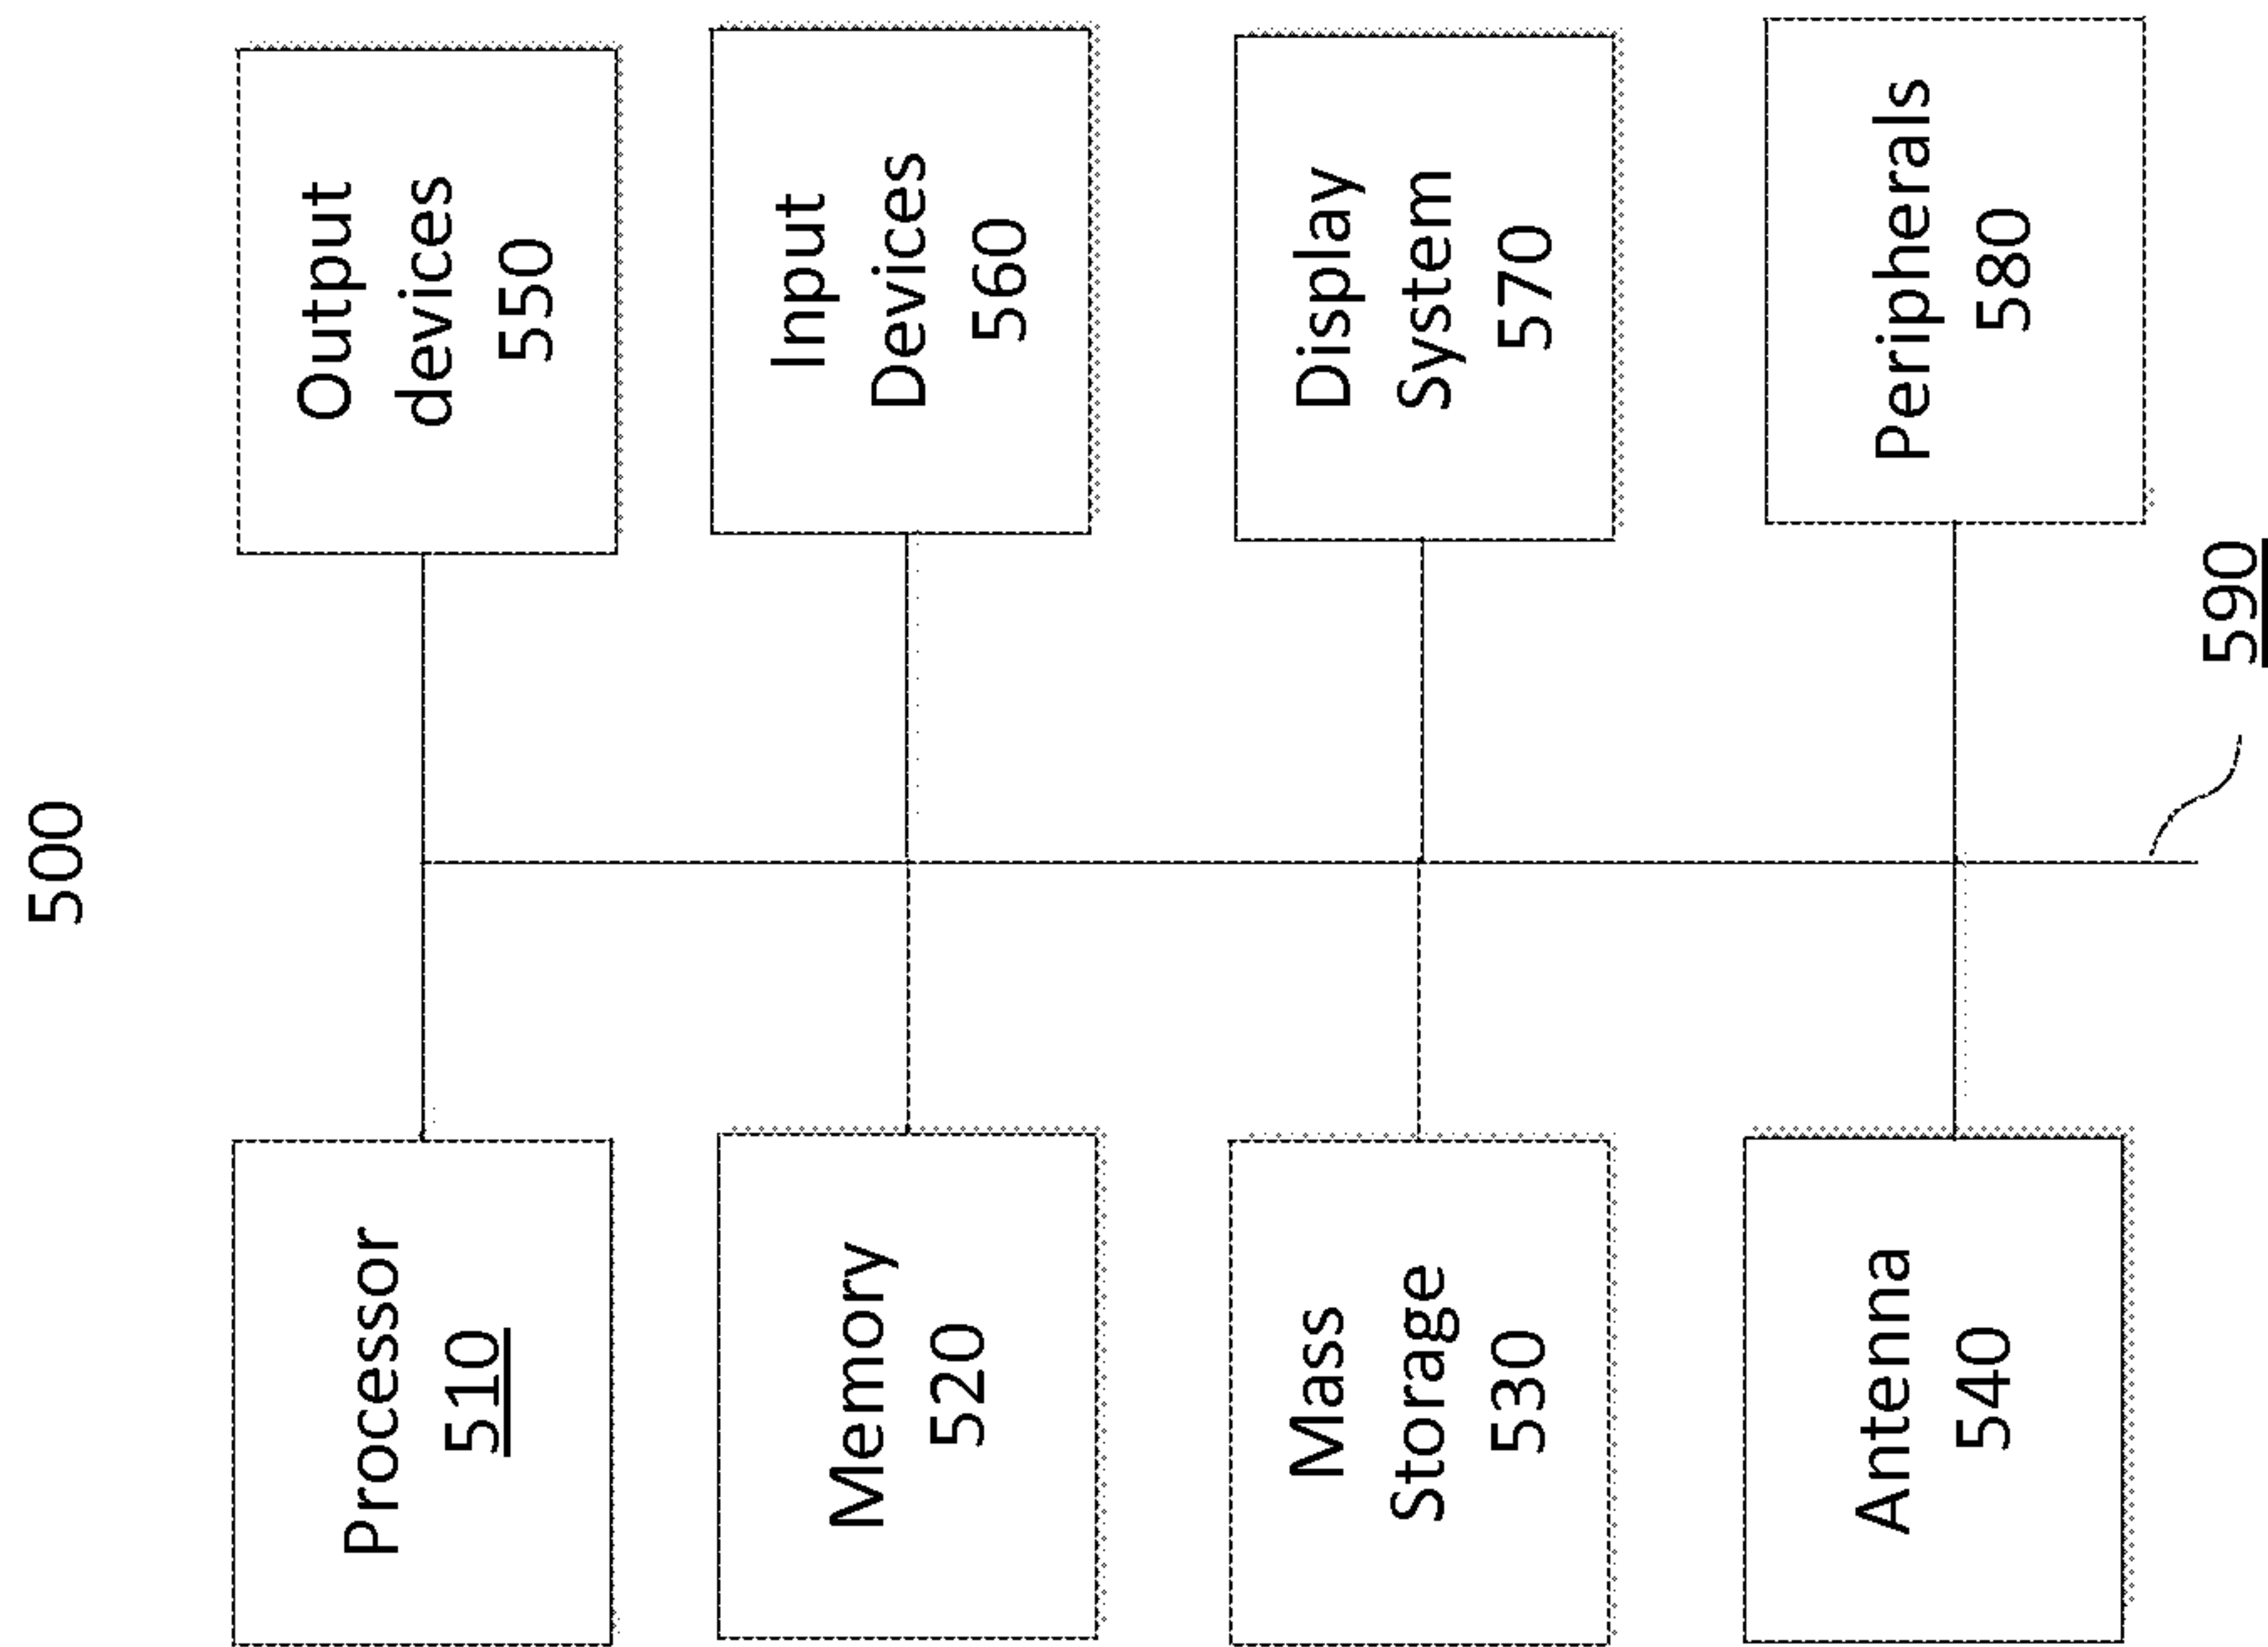 500
Processor
510
Output
devices
550
Memory
520
Input
Devices
560
Mass
Storage
530
Display
System
570
Antenna
540
Peripherals
580
590